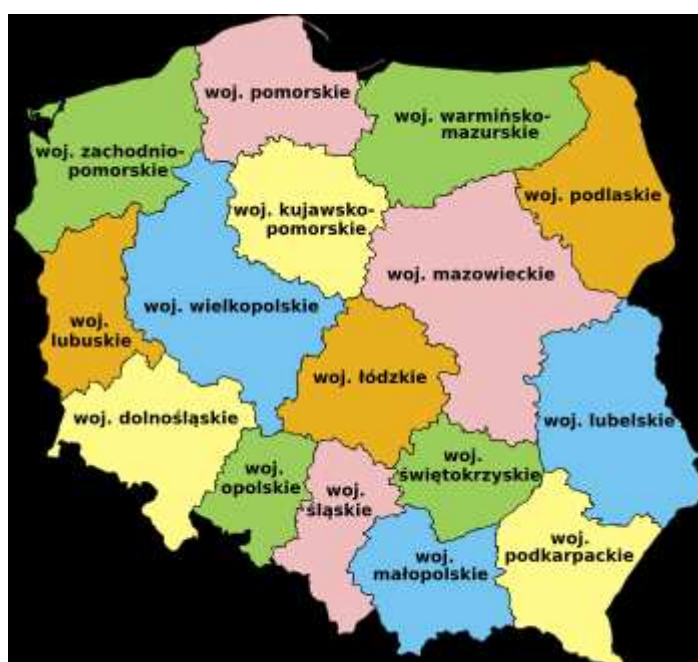 woj. pomorskie
woj. warmińsko-
mazurskie
woj. zachodnio-
pomorskie
woj. podlaskie
woj. kujawsko-
pomorskie
woj. mazowieckie
woj. wielkopolskie
woj.
lubuskie
woj. łódzkie
woj. dolnośląskie
woj. lubelskie
woj.
opolskie
woj.
śląskie
woj.
świętokrzyskie
woj.
małopolskie
woj.
podkarpackie